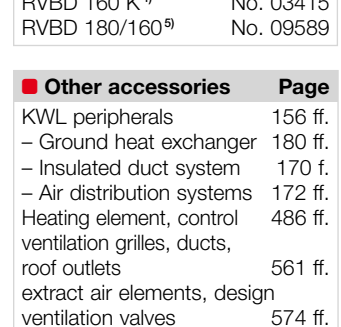 RVBD 160 K No. 03415
RVBD 180/160 5) No. 09589
Other accessories Page
KWL peripherals 156 ff.
– Ground heat exchanger 180 ff.
– Insulated duct system 170 f.
– Air distribution systems 172 ff.
Heating element, control 486 ff.
ventilation grilles, ducts,
roof outlets 561 ff.
extract air elements, design
ventilation valves 574 ff.